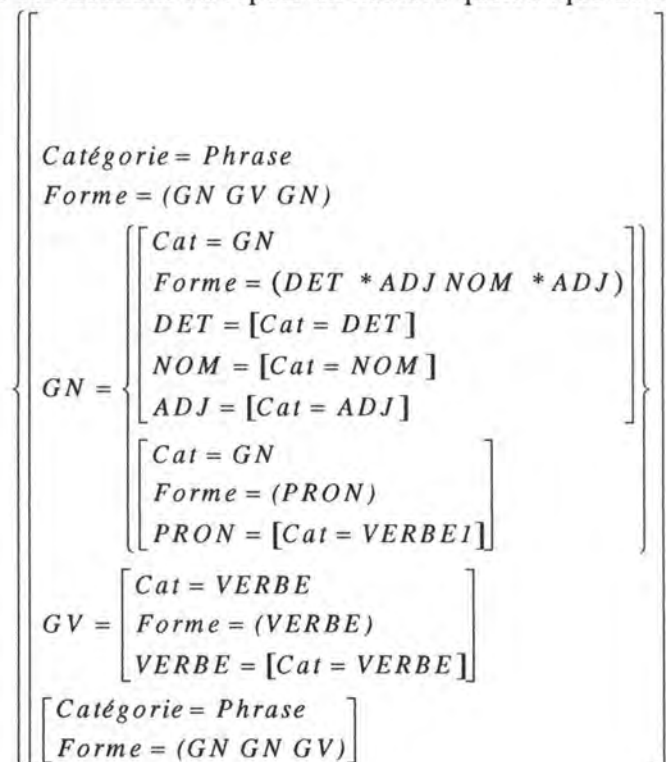 Catégorie = Phrase
Forme = (GN GV GN)
Cat = GN
Forme = (DET *ADJ NOM *ADJ)
DET = [Cat = DET]
NOM = [Cat = NOM]
GN =
ADJ = [Cat = ADJ]
Cat = GN
Forme = (PRON)
PRON = [Cat = VERBE1]
Cat = VERBE
GV = Forme = (VERBE)
VERBE = [Cat = VERBE]
Catégorie = Phrase
Forme = (GN GN GV)